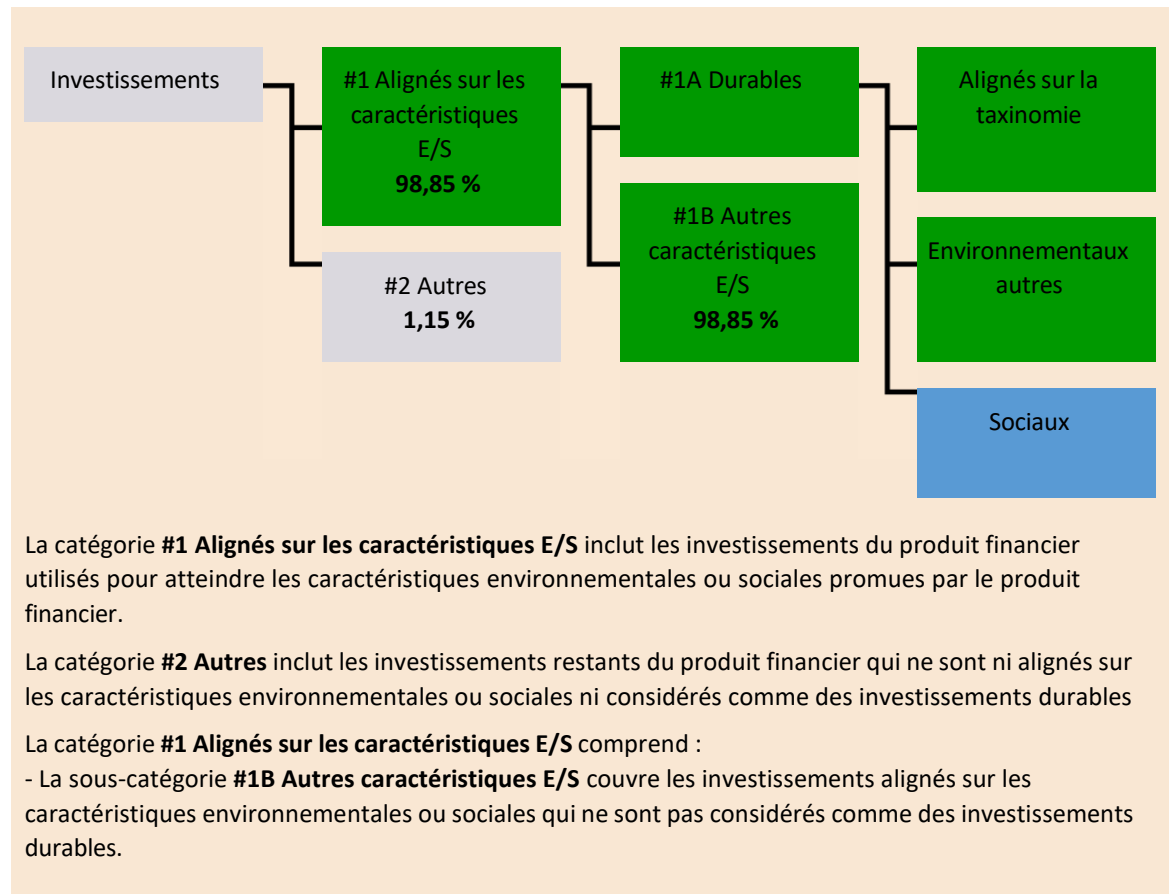 Investissements
#1 Alignés sur les
caractéristiques
E/S
98,85 %
#2 Autres
1,15 %
#1A Durables
#1B Autres
caractéristiques
E/S
98,85 %
Alignés sur la
taxinomie
Environnementaux
autres
Sociaux
La catégorie #1 Alignés sur les caractéristiques E/S inclut les investissements du produit financier
utilisés pour atteindre les caractéristiques environnementales ou sociales promues par le produit
financier.
La catégorie #2 Autres inclut les investissements restants du produit financier qui ne sont ni alignés sur
les caractéristiques environnementales ou sociales ni considérés comme des investissements durables
La catégorie #1 Alignés sur les caractéristiques E/S comprend :
- La sous-catégorie #1B Autres caractéristiques E/S couvre les investissements alignés sur les
caractéristiques environnementales ou sociales qui ne sont pas considérés comme des investissements
durables.